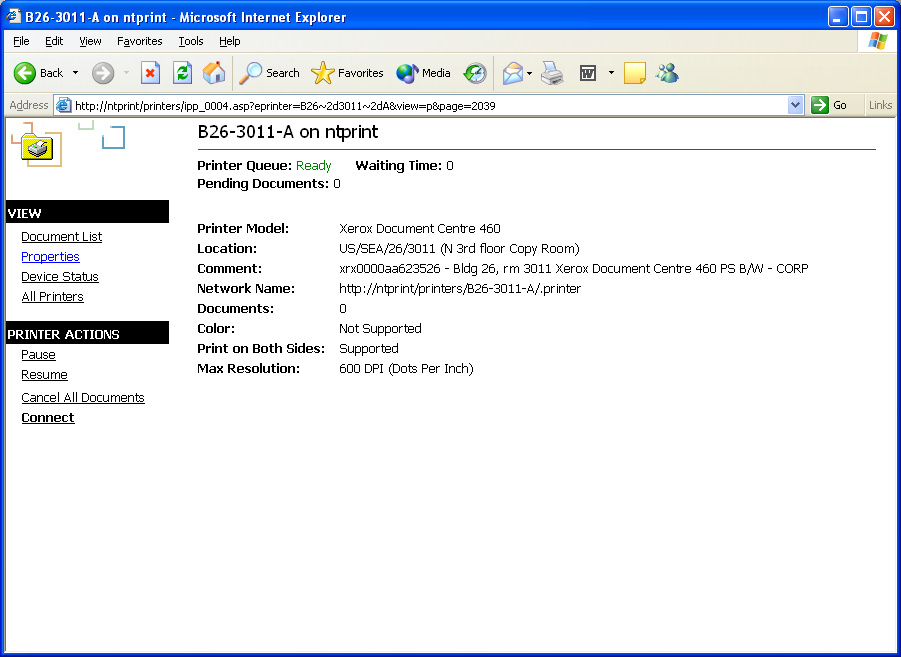 B26-3011-A on ntprint - Microsoft Internet Explorer
File Edit View Favorites Tools Help
Back Search Favorites Media
Address http://ntprint/printers/ipp_0004.asp?eprinter=B26~2d3011~2dA&view=p&page=2039 Go Links
B26-3011-A on ntprint
Printer Queue: Ready Waiting Time: 0
Pending Documents: 0
VIEW
Document List
Properties
Device Status
All Printers
PRINTER ACTIONS
Pause
Resume
Cancel All Documents
Connect
Printer Model: Xerox Document Centre 460
Location: US/SEA/26/3011 (N 3rd floor Copy Room)
Comment: xrx0000aa623526 - Bldg 26, rm 3011 Xerox Document Centre 460 PS B/W - CORP
Network Name: http://ntprint/printers/B26-3011-A/.printer
Documents: 0
Color: Not Supported
Print on Both Sides: Supported
Max Resolution: 600 DPI (Dots Per Inch)